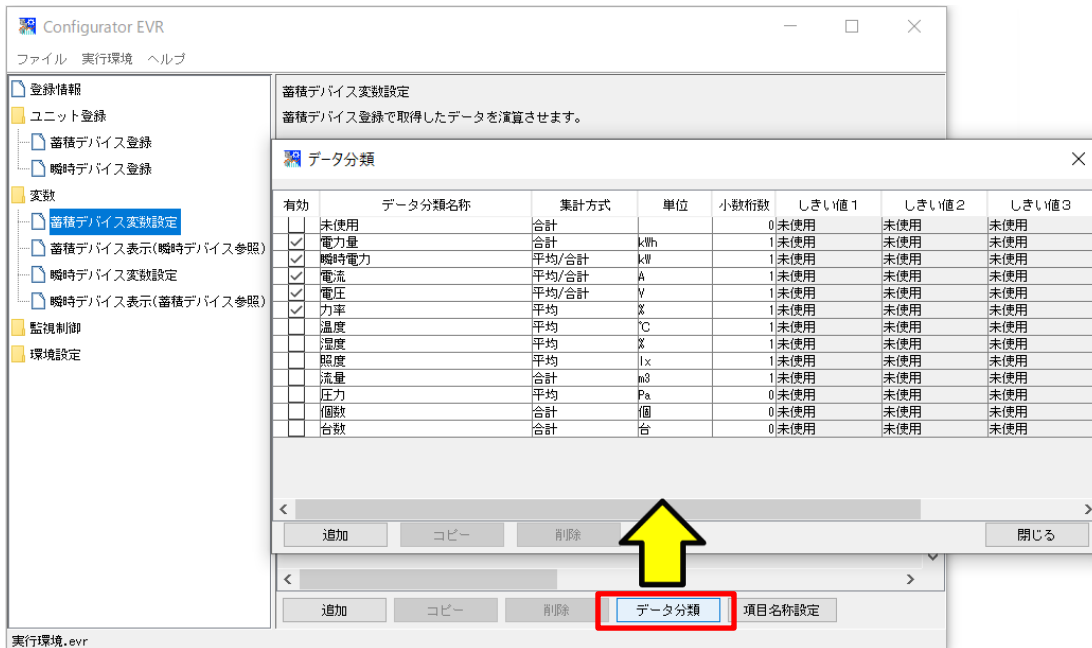 Configurator EVR
ファイル 実行環境 ヘルプ
登録情報
ユニット登録
蓄積デバイス登録
瞬時デバイス登録
変数
蓄積デバイス変数設定
蓄積デバイス表示(瞬時デバイス参照)
瞬時デバイス変数設定
瞬時デバイス表示(蓄積デバイス参照)
監視制御
環境設定
蓄積デバイス変数設定
蓄積デバイス登録で取得したデータを演算させます。
データ分類
有効 データ分類名称 集計方式 単位 小数桁数 しきい値1 しきい値2 しきい値3
未使用 合計 0 未使用 未使用 未使用
電力量 合計 kWh 1 未使用 未使用 未使用
瞬時電力 平均/合計 kW 1 未使用 未使用 未使用
電流 平均/合計 A 1 未使用 未使用 未使用
電圧 平均/合計 V 1 未使用 未使用 未使用
力率 平均 % 1 未使用 未使用 未使用
温度 平均 ℃ 1 未使用 未使用 未使用
湿度 平均 % 1 未使用 未使用 未使用
照度 平均 lx 1 未使用 未使用 未使用
流量 合計 m3 1 未使用 未使用 未使用
圧力 平均 Pa 0 未使用 未使用 未使用
個数 合計 個 0 未使用 未使用 未使用
台数 合計 台 0 未使用 未使用 未使用
追加 コピー 削除 閉じる
追加 コピー 削除 データ分類 項目名称設定
実行環境.evr